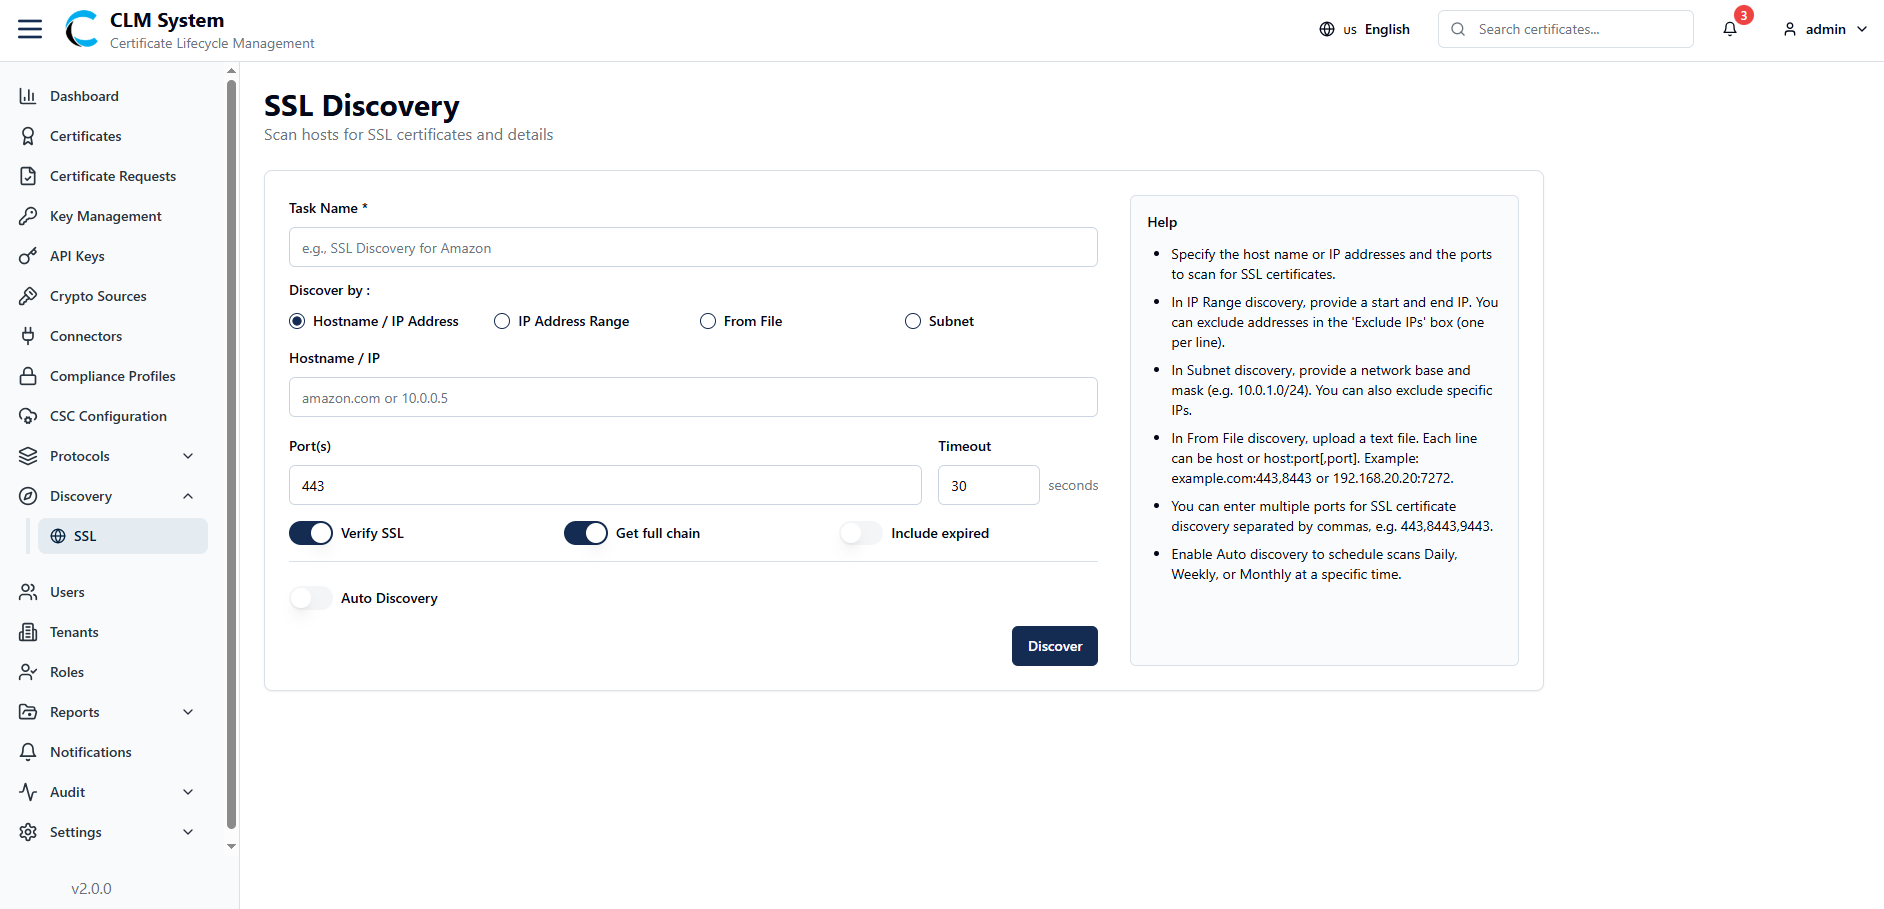 CLM System
Certificate Lifecycle Management
us English
Search certificates...
3
admin
Dashboard
Certificates
Certificate Requests
Key Management
API Keys
Crypto Sources
Connectors
Compliance Profiles
CSC Configuration
Protocols
Discovery
SSL
Users
Tenants
Roles
Reports
Notifications
Audit
Settings
v2.0.0
SSL Discovery
Scan hosts for SSL certificates and details
Task Name *
e.g., SSL Discovery for Amazon
Discover by :
Hostname / IP Address
IP Address Range
From File
Subnet
Hostname / IP
amazon.com or 10.0.0.5
Port(s)
Timeout
443
30
seconds
Verify SSL
Get full chain
Include expired
Auto Discovery
Discover
Help
• Specify the host name or IP addresses and the ports
to scan for SSL certificates.
• In IP Range discovery, provide a start and end IP. You
can exclude addresses in the 'Exclude IPs' box (one
per line).
• In Subnet discovery, provide a network base and
mask (e.g. 10.0.1.0/24). You can also exclude specific
IPs.
• In From File discovery, upload a text file. Each line
can be host or host:port[,port]. Example:
example.com:443,8443 or 192.168.20.20:7272.
• You can enter multiple ports for SSL certificate
discovery separated by commas, e.g. 443,8443,9443.
• Enable Auto discovery to schedule scans Daily,
Weekly, or Monthly at a specific time.